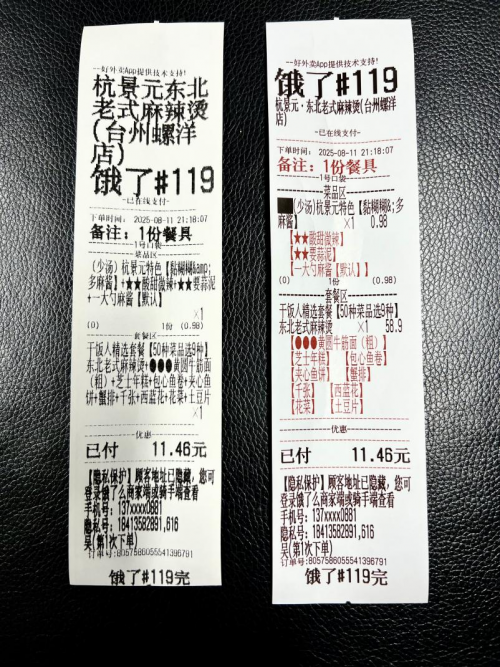 --好外卖App提供技术支持!
杭景元东北
老式麻辣烫
(台州螺洋
店)
饿了#119
-已在线支付-
下单时间: 2025-08-11 21:18:07
备注: 1份餐具
1号口袋
菜品区
(少汤)杭景元特色【黏糊糊&amp;
多麻酱】+★★酸甜微辣+★★要蒜泥
+一大勺麻酱【默认】
×1
(0) 1份 (0.98)
套餐区
干饭人精选套餐【50种菜品选9种】
东北老式麻辣烫+●●●黄圆牛筋面
(粗)+芝士年糕+包心鱼卷+夹心鱼
饼+蟹排+千张+西蓝花+花菜+土豆片
×1
优惠
已付 11.46元
【隐私保护】顾客地址已隐藏,您可
登录饿了么商家端或骑手端查看
手机号: 137xxxx0881
隐私号: 18413582891,616
吴(第1次下单)
订单号:8057586055541396791
饿了#119完
--好外卖App提供技术支持!
饿了#119
杭景元·东北老式麻辣烫(台州螺洋
店)
-已在线支付-
下单时间: 2025-08-11 21:18:07
备注: 1份餐具
1号口袋
菜品区
(少汤)杭景元特色【黏糊糊&;多
麻酱】 ×1 0.98
【★★酸甜微辣】
【★★要蒜泥】
【一大勺麻酱【默认】】
(0) 1份 (0.98)
套餐区
干饭人精选套餐【50种菜品选9种】
东北老式麻辣烫 ×1 58.9
【●●●黄圆牛筋面(粗)】
【芝士年糕】 【包心鱼卷】
【夹心鱼饼】 【蟹排】
【千张】 【西蓝花】
【花菜】 【土豆片】
优惠
已付 11.46元
【隐私保护】顾客地址已隐藏,您可
登录饿了么商家端或骑手端查看
手机号: 137xxxx0881
隐私号: 18413582891,616
吴(第1次下单)
订单号:8057586055541396791
饿了#119完